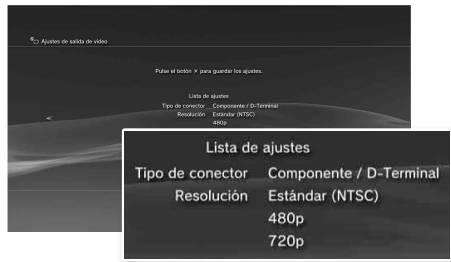 Ajustes de salida de vídeo
Pulse el botón × para guardar los ajustes.
Lista de ajustes
Tipo de conector Componente / D-Terminal
Resolución Estándar (NTSC)
480p
Lista de ajustes
Tipo de conector Componente / D-Terminal
Resolución Estándar (NTSC)
480p
720p